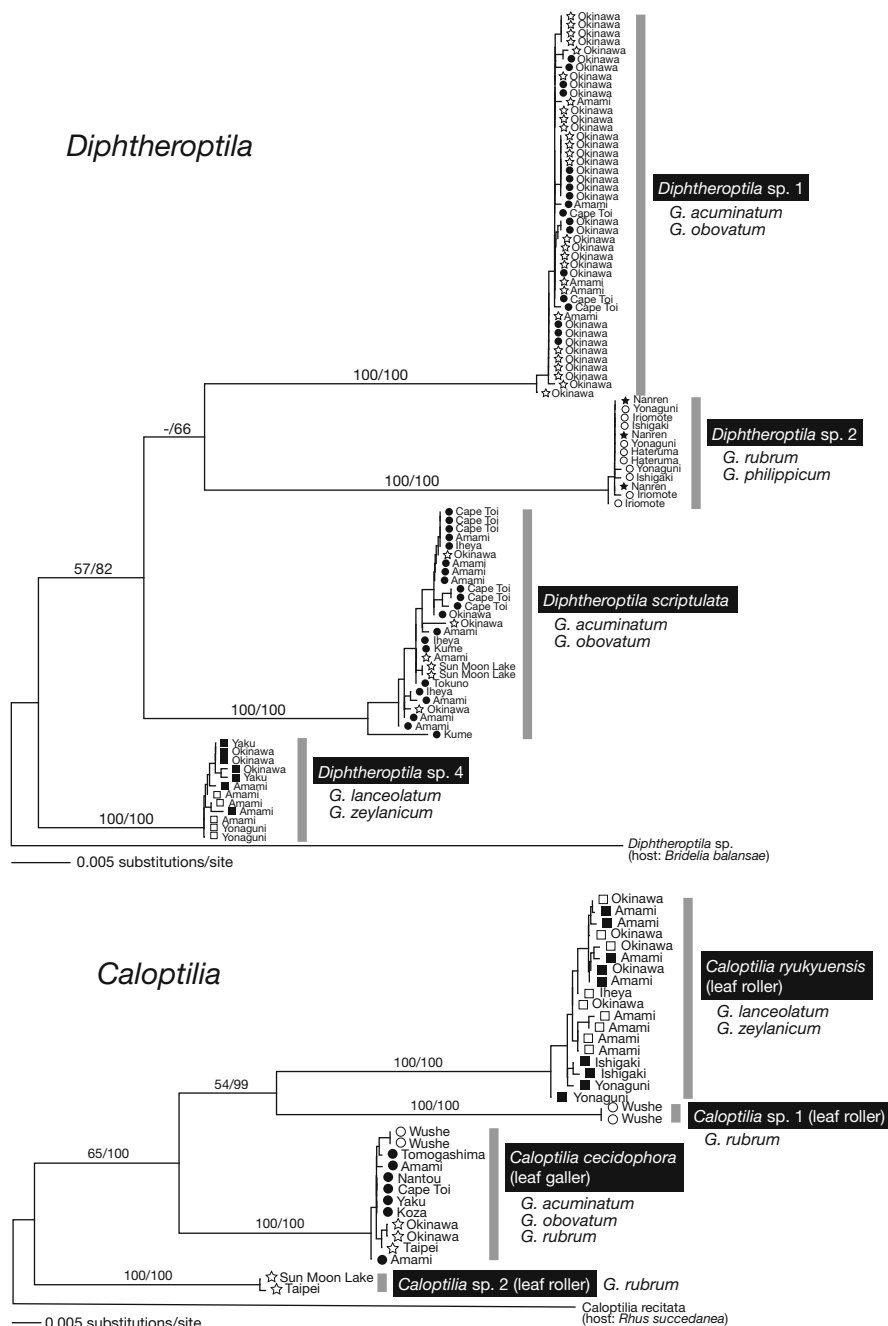 Diphtheroptila
☆Okinawa
☆Okinawa
☆Okinawa
☆Okinawa
☆Okinawa
●Okinawa
●Okinawa
☆Okinawa
●Okinawa
●Okinawa
☆Amami
☆Okinawa
☆Okinawa
☆Okinawa
☆Okinawa
☆Okinawa
☆Okinawa
☆Okinawa
●Okinawa
●Okinawa
●Okinawa
●Okinawa
●Amami
●Cape Toi
●Okinawa
●Okinawa
☆Okinawa
☆Okinawa
☆Okinawa
☆Okinawa
●Okinawa
☆Amami
☆Amami
●Cape Toi
●Cape Toi
☆Amami
●Okinawa
●Okinawa
●Okinawa
☆Okinawa
☆Okinawa
☆Okinawa
☆Okinawa
☆Okinawa
☆Okinawa
Diphtheroptila sp. 1
G. acuminatum
G. obovatum
100/100
-/66
★Nanren
○Yonaguni
○Iriomote
○Ishigaki
★Nanren
○Yonaguni
○Hateruma
○Hateruma
○Yonaguni
○Ishigaki
★Nanren
○Iriomote
○Iriomote
Diphtheroptila sp. 2
G. rubrum
G. philippicum
100/100
57/82
●Cape Toi
●Cape Toi
●Cape Toi
●Amami
●Iheya
☆Okinawa
●Amami
●Amami
●Amami
●Cape Toi
●Cape Toi
●Cape Toi
●Okinawa
☆Okinawa
●Amami
●Iheya
●Kume
☆Amami
☆Sun Moon Lake
☆Sun Moon Lake
●Tokuno
●Iheya
●Amami
☆Okinawa
●Amami
●Amami
●Kume
Diphtheroptila scriptulata
G. acuminatum
G. obovatum
100/100
■Yaku
■Okinawa
■Okinawa
■Okinawa
■Yaku
■Amami
□Amami
□Amami
■Amami
□Amami
□Yonaguni
□Yonaguni
Diphtheroptila sp. 4
G. lanceolatum
G. zeylanicum
100/100
Diphtheroptila sp.
(host: Bridelia balansae)
0.005 substitutions/site
Caloptilia
□Okinawa
■Amami
■Amami
□Okinawa
□Okinawa
■Amami
■Okinawa
■Amami
□Iheya
□Okinawa
□Amami
□Amami
□Amami
□Amami
■Ishigaki
■Ishigaki
■Yonaguni
■Yonaguni
Caloptilia ryukyuensis
(leaf roller)
G. lanceolatum
G. zeylanicum
100/100
54/99
100/100
○Wushe
○Wushe
Caloptilia sp. 1 (leaf roller)
G. rubrum
65/100
○Wushe
○Wushe
●Tomogashima
●Amami
●Nantou
●Cape Toi
●Yaku
●Koza
☆Okinawa
☆Okinawa
☆Taipei
●Amami
Caloptilia cecidophora
(leaf galler)
G. acuminatum
G. obovatum
G. rubrum
100/100
100/100
☆Sun Moon Lake
☆Taipei
Caloptilia sp. 2 (leaf roller) G. rubrum
Caloptilia recitata
(host: Rhus succedanea)
0.005 substitutions/site